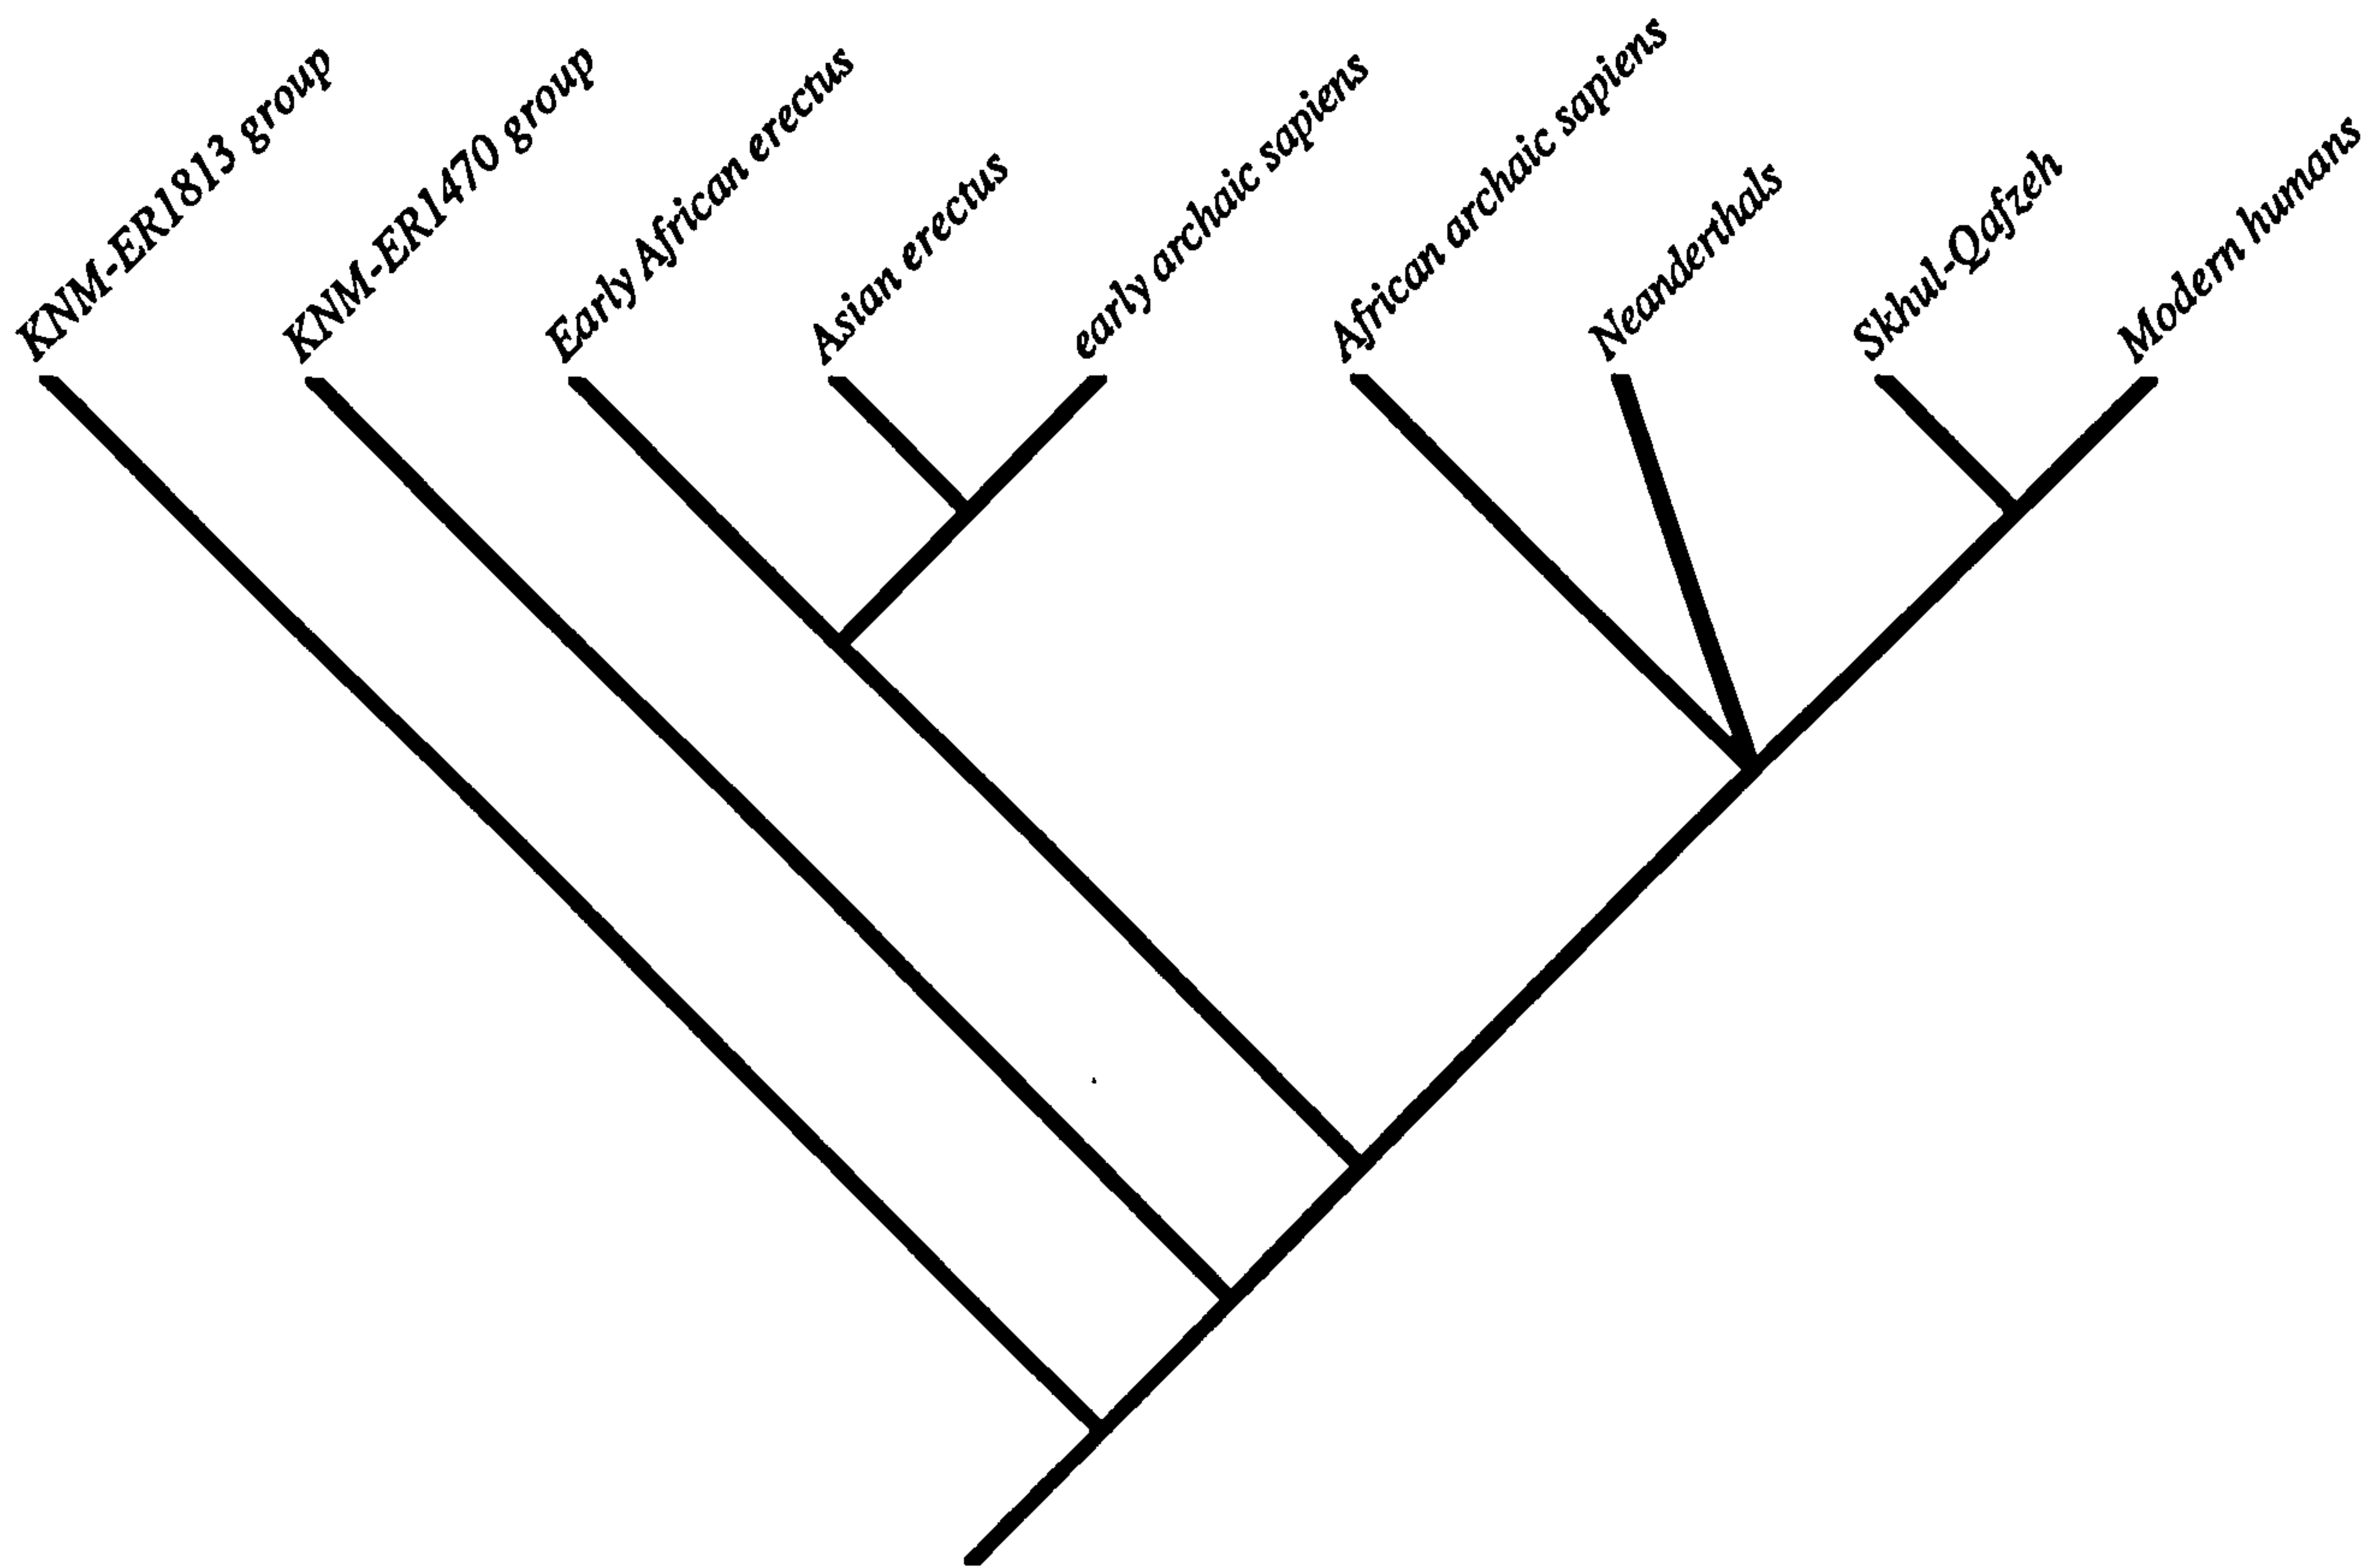 KNM-ER1813 group
KNM-ER1470 group
Early African erectus
Asian erectus
early archaic sapiens
African archaic sapiens
Neanderthals
Skhul-Qafzeh
Modern humans